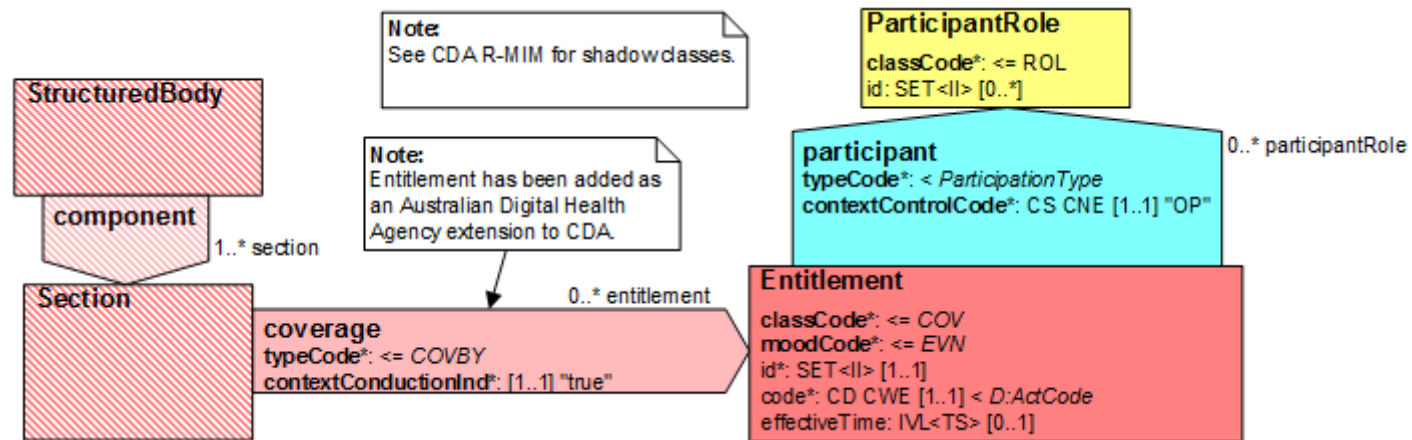 Note:
See CDA R-MIM for shadow classes.
ParticipantRole
classCode*: <= ROL
id: SET<II> [0..*]
StructuredBody
component
1..* section
Note:
Entitlement has been added as
an Australian Digital Health
Agency extension to CDA.
participant
typeCode*: < ParticipationType
contextControlCode*: CS CNE [1..1] "OP"
0..* participantRole
Section
coverage
typeCode*: <= COVBY
contextConductionInd*: [1..1] "true"
0..* entitlement
Entitlement
classCode*: <= COV
moodCode*: <= EVN
id*: SET<II> [1..1]
code*: CD CWE [1..1] < D:ActCode
effectiveTime: IVL<TS> [0..1]